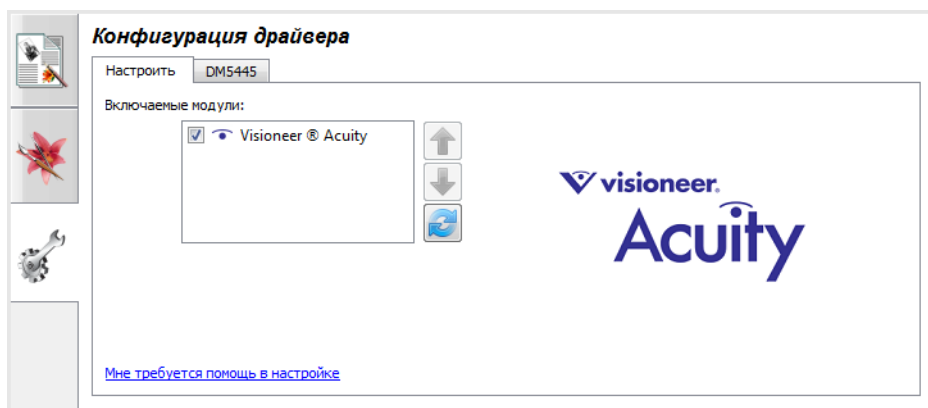 Конфигурация драйвера
Настроить
DM5445
Включаемые модули:
Visioneer ® Acuity
visioneer.
Acuity
Мне требуется помощь в настройке